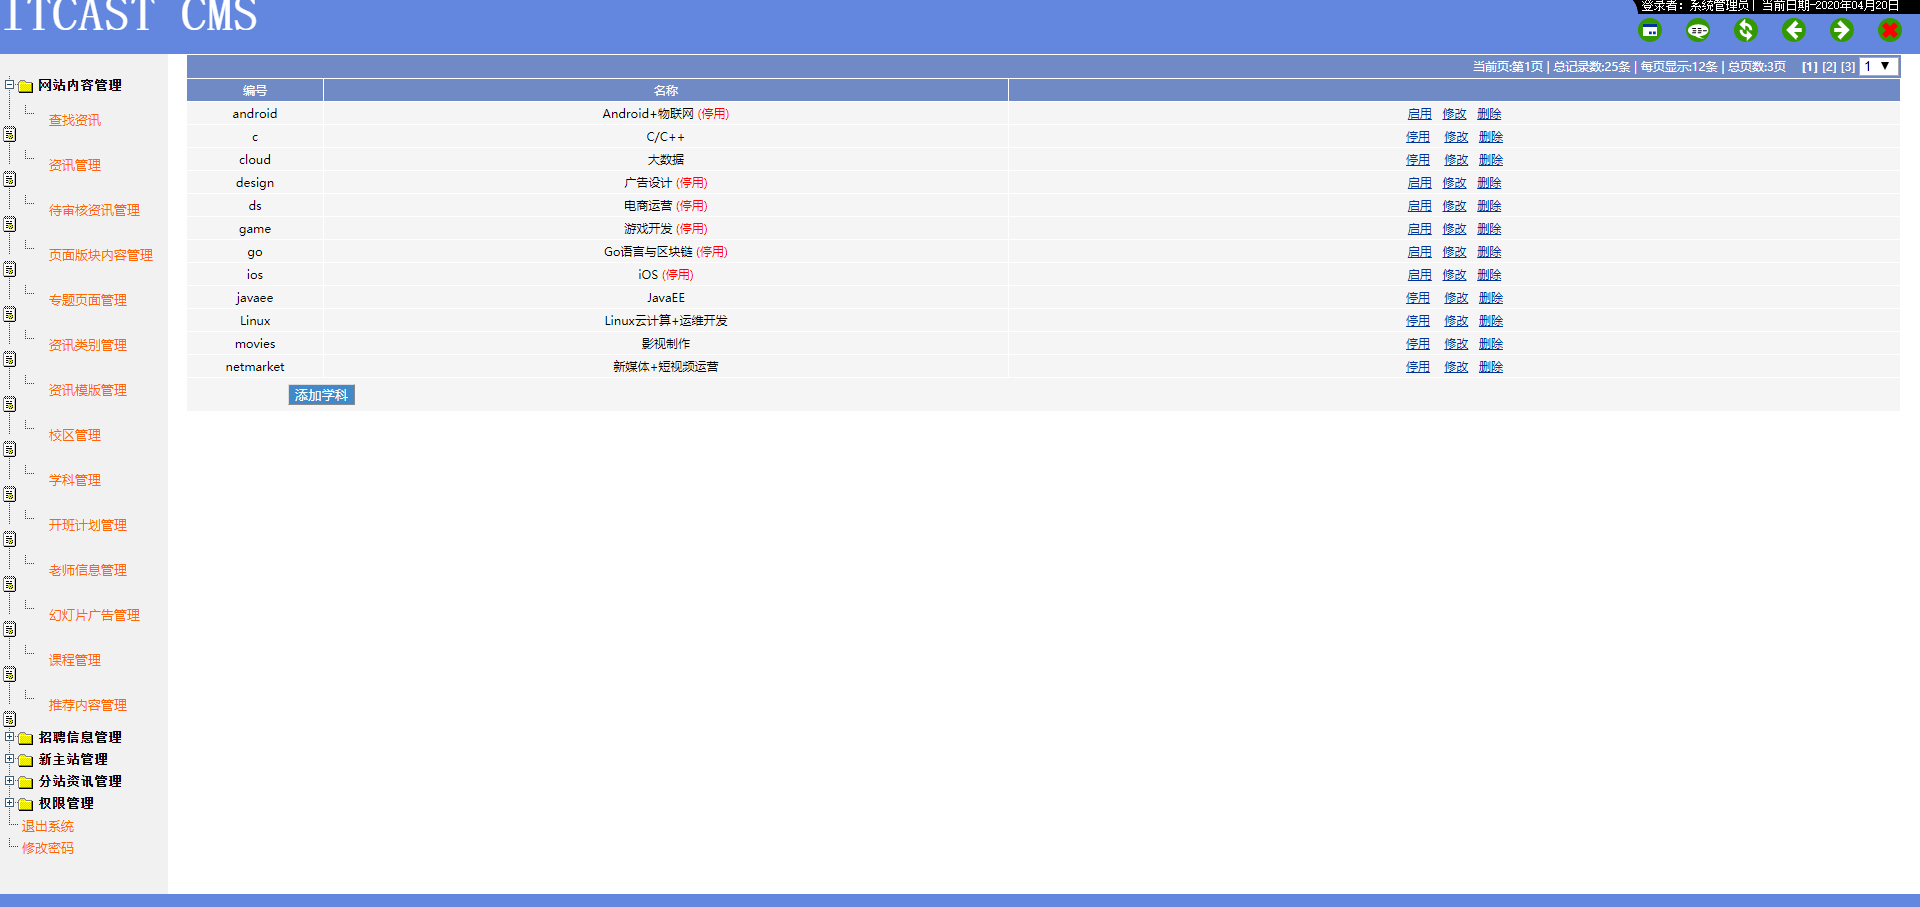 ITCAST CMS
登录者：系统管理员 | 当前日期-2020年04月20日
网站内容管理
查找资讯
资讯管理
待审核资讯管理
页面版块内容管理
专题页面管理
资讯类别管理
资讯模版管理
校区管理
学科管理
开班计划管理
老师信息管理
幻灯片广告管理
课程管理
推荐内容管理
招聘信息管理
新主站管理
分站资讯管理
权限管理
退出系统
修改密码
当前页:第1页 | 总记录数:25条 | 每页显示:12条 | 总页数:3页 [1] [2] [3] 1
编号 名称
android Android+物联网 (停用) 启用 修改 删除
c C/C++ 停用 修改 删除
cloud 大数据 停用 修改 删除
design 广告设计 (停用) 启用 修改 删除
ds 电商运营 (停用) 启用 修改 删除
game 游戏开发 (停用) 启用 修改 删除
go Go语言与区块链 (停用) 启用 修改 删除
ios iOS (停用) 启用 修改 删除
javaee JavaEE 停用 修改 删除
Linux Linux云计算+运维开发 停用 修改 删除
movies 影视制作 停用 修改 删除
netmarket 新媒体+短视频运营 停用 修改 删除
添加学科